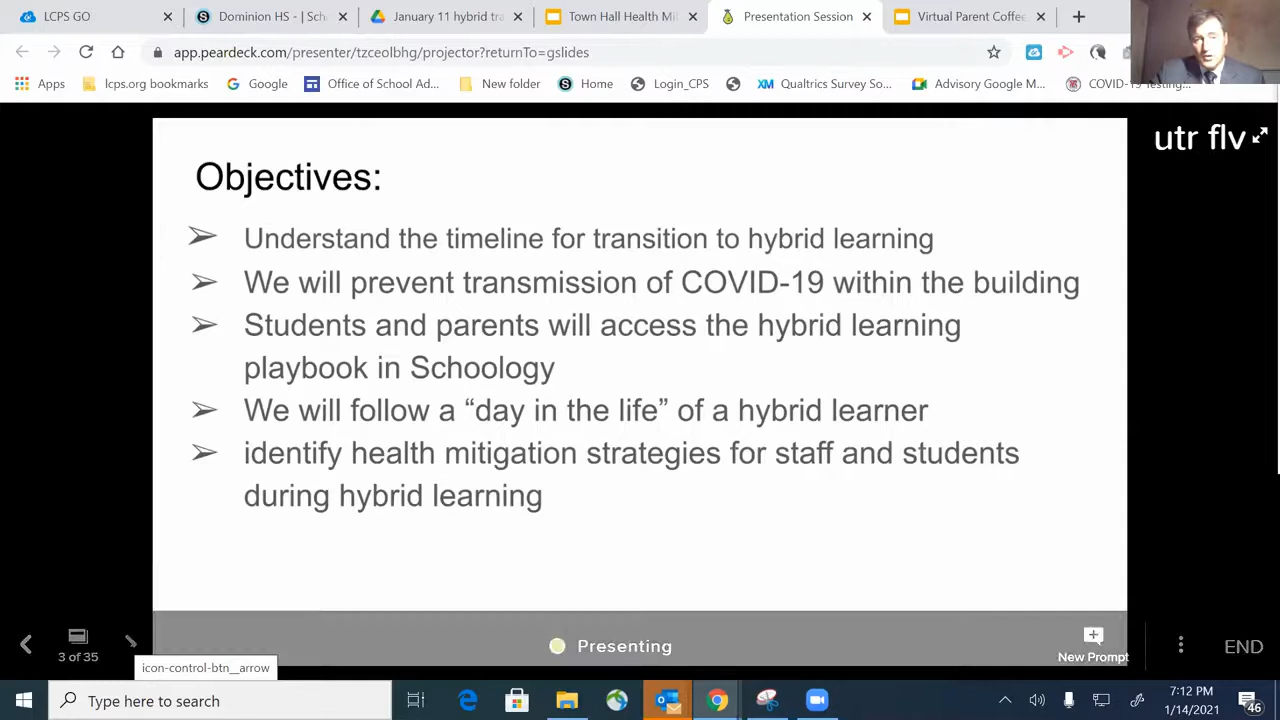 LCPS GO
Dominion HS - | Sch
January 11 hybrid tra
Town Hall Health Mi
Presentation Session
Virtual Parent Coffee
app.peardeck.com/presenter/tzceolbhg/projector?returnTo=gslides
Apps
lcps.org bookmarks
Google
Office of School Ad...
New folder
Home
Login_CPS
Qualtrics Survey So...
Advisory Google M...
COVID-19 Testing...
utr flv
Objectives:
➢ Understand the timeline for transition to hybrid learning
➢ We will prevent transmission of COVID-19 within the building
➢ Students and parents will access the hybrid learning
playbook in Schoology
➢ We will follow a “day in the life” of a hybrid learner
➢ identify health mitigation strategies for staff and students
during hybrid learning
3 of 35
Presenting
New Prompt
END
icon-control-btn__arrow
Type here to search
7:12 PM
1/14/2021
46